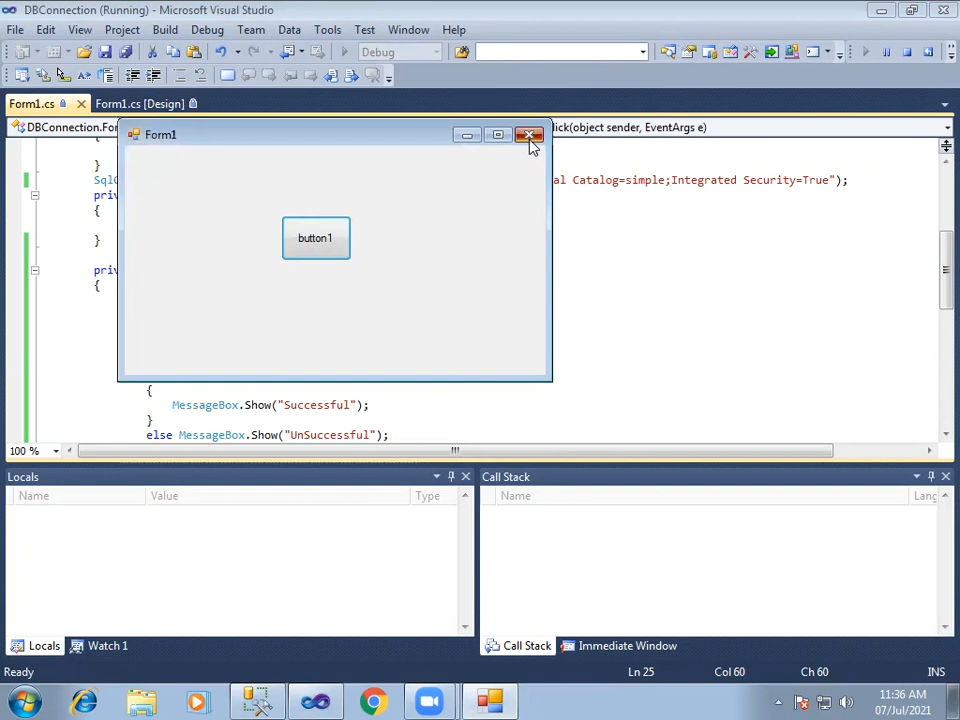 DBConnection (Running) - Microsoft Visual Studio
File Edit View Project Build Debug Team Data Tools Test Window Help
Debug
Form1.cs Form1.cs [Design]
DBConnection.For lick(object sender, EventArgs e)
Form1
}
SqlC al Catalog=simple;Integrated Security=True");
priv
{
button1
}
priv
{
{
MessageBox.Show("Successful");
}
else MessageBox.Show("UnSuccessful");
100 %
Locals Call Stack
Name Value Type Name Lang
Locals Watch 1 Call Stack Immediate Window
Ready Ln 25 Col 60 Ch 60 INS
11:36 AM
07/Jul/2021